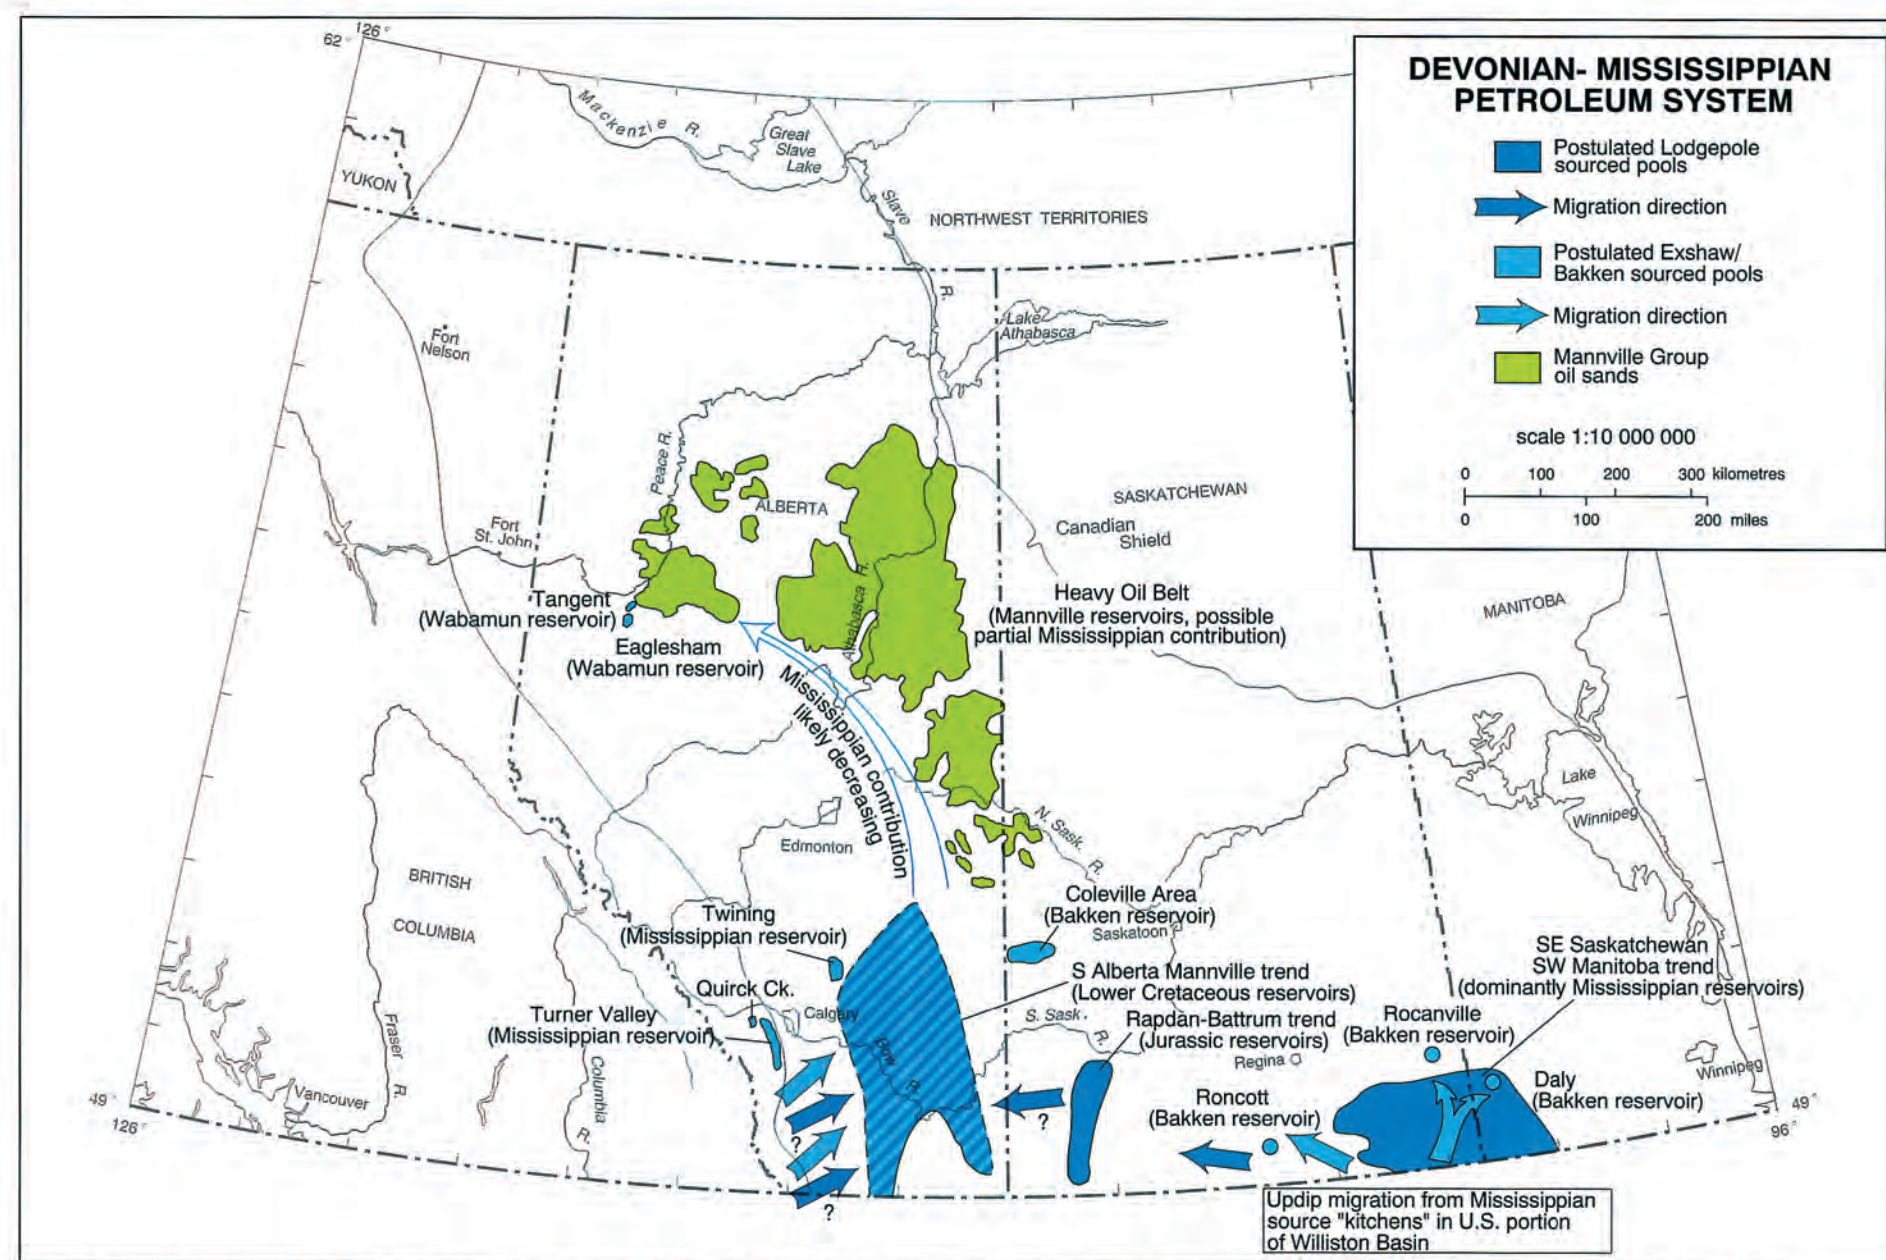 62°
126°
DEVONIAN- MISSISSIPPIAN
PETROLEUM SYSTEM
Postulated Lodgepole
sourced pools
Migration direction
Postulated Exshaw/
Bakken sourced pools
Migration direction
Mannville Group
oil sands
scale 1:10 000 000
0 100 200 300 kilometres
0 100 200 miles
Mackenzie R.
Great
Slave
Lake
Slave
R.
YUKON
NORTHWEST TERRITORIES
Fort
Nelson
Lake
Athabasca
Peace R.
ALBERTA
SASKATCHEWAN
Canadian
Shield
Fort
St. John
Athabasca R.
Tangent
(Wabamun reservoir)
Eaglesham
(Wabamun reservoir)
Heavy Oil Belt
(Mannville reservoirs, possible
partial Mississippian contribution)
MANITOBA
Mississippian contribution
likely decreasing
Lake
Winnipeg
N. Sask. R.
Edmonton
BRITISH
COLUMBIA
Twining
(Mississippian reservoir)
Coleville Area
(Bakken reservoir)
Saskatoon
SE Saskatchewan
SW Manitoba trend
(dominantly Mississippian reservoirs)
S Alberta Mannville trend
(Lower Cretaceous reservoirs)
Quirck Ck.
Turner Valley
(Mississippian reservoir)
Calgary
S. Sask. R.
Rapdan-Battrum trend
(Jurassic reservoirs)
Rocanville
(Bakken reservoir)
Regina
Bow R.
Fraser R.
Columbia R.
Vancouver
Winnipeg
Roncott
(Bakken reservoir)
Daly
(Bakken reservoir)
49°
126°
49°
96°
?
?
?
Updip migration from Mississippian
source "kitchens" in U.S. portion
of Williston Basin